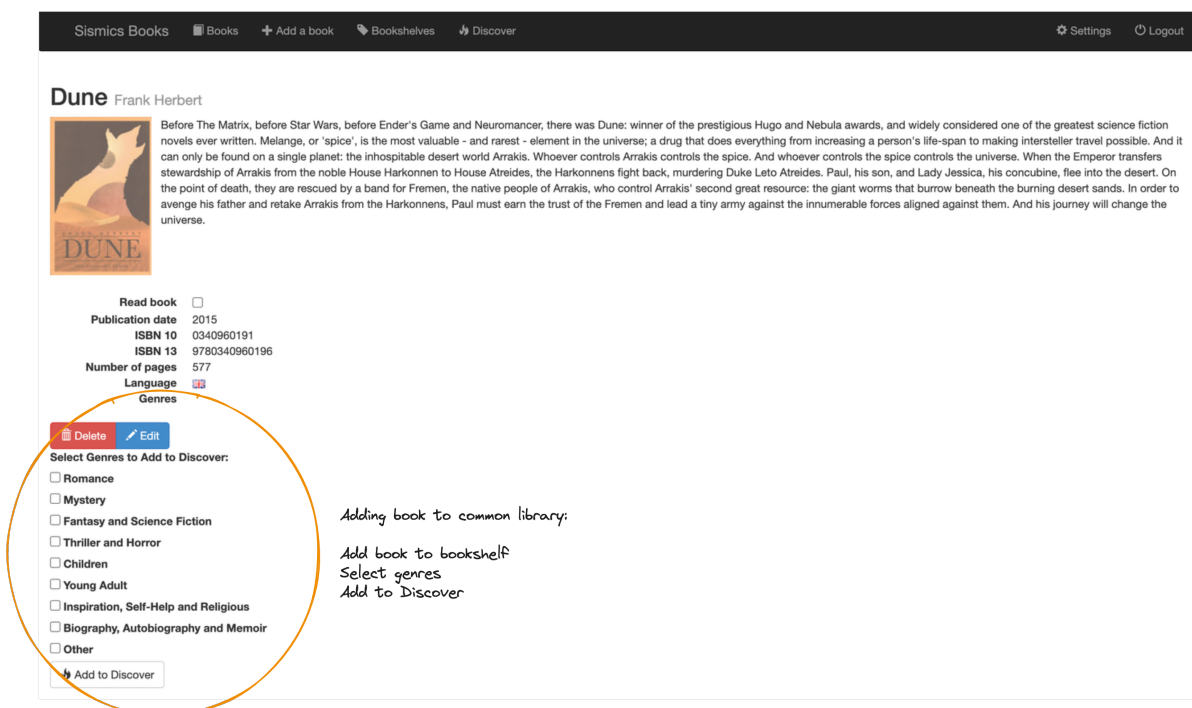 Sismics Books Books Add a book Bookshelves Discover Settings Logout
Dune Frank Herbert
Before The Matrix, before Star Wars, before Ender's Game and Neuromancer, there was Dune: winner of the prestigious Hugo and Nebula awards, and widely considered one of the greatest science fiction
novels ever written. Melange, or 'spice', is the most valuable - and rarest - element in the universe; a drug that does everything from increasing a person's life-span to making intersteller travel possible. And it
can only be found on a single planet: the inhospitable desert world Arrakis. Whoever controls Arrakis controls the spice. And whoever controls the spice controls the universe. When the Emperor transfers
stewardship of Arrakis from the noble House Harkonnen to House Atreides, the Harkonnens fight back, murdering Duke Leto Atreides. Paul, his son, and Lady Jessica, his concubine, flee into the desert. On
the point of death, they are rescued by a band for Fremen, the native people of Arrakis, who control Arrakis' second great resource: the giant worms that burrow beneath the burning desert sands. In order to
avenge his father and retake Arrakis from the Harkonnens, Paul must earn the trust of the Fremen and lead a tiny army against the innumerable forces aligned against them. And his journey will change the
universe.
FRANK HERBERT
DUNE
Read book
Publication date 2015
ISBN 10 0340960191
ISBN 13 9780340960196
Number of pages 577
Language
Genres
Delete Edit
Select Genres to Add to Discover:
Romance
Mystery
Fantasy and Science Fiction
Thriller and Horror
Children
Young Adult
Inspiration, Self-Help and Religious
Biography, Autobiography and Memoir
Other
Add to Discover
Adding book to common library:
Add book to bookshelf
Select genres
Add to Discover